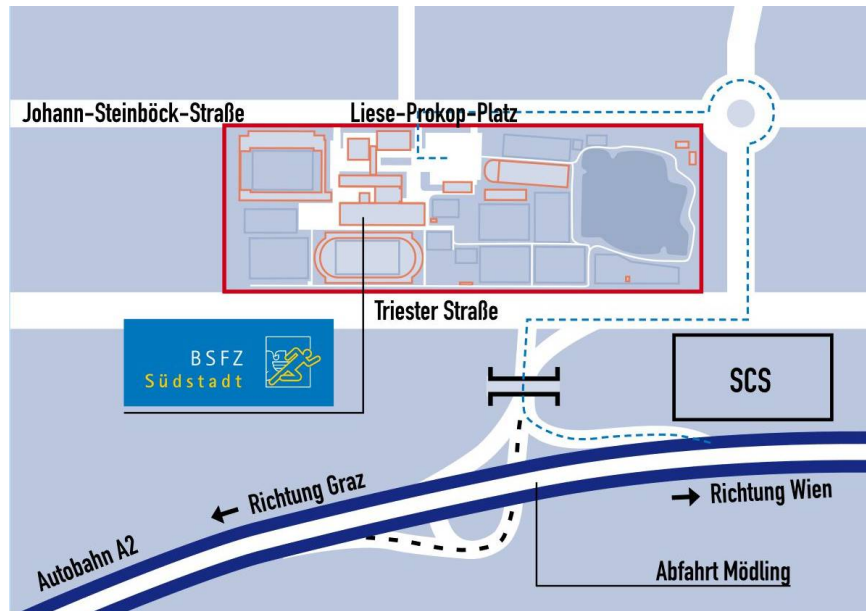 Johann-Steinböck-Straße
Liese-Prokop-Platz
Triester Straße
BSFZ
Südstadt
SCS
Richtung Graz
Richtung Wien
Autobahn A2
Abfahrt Mödling